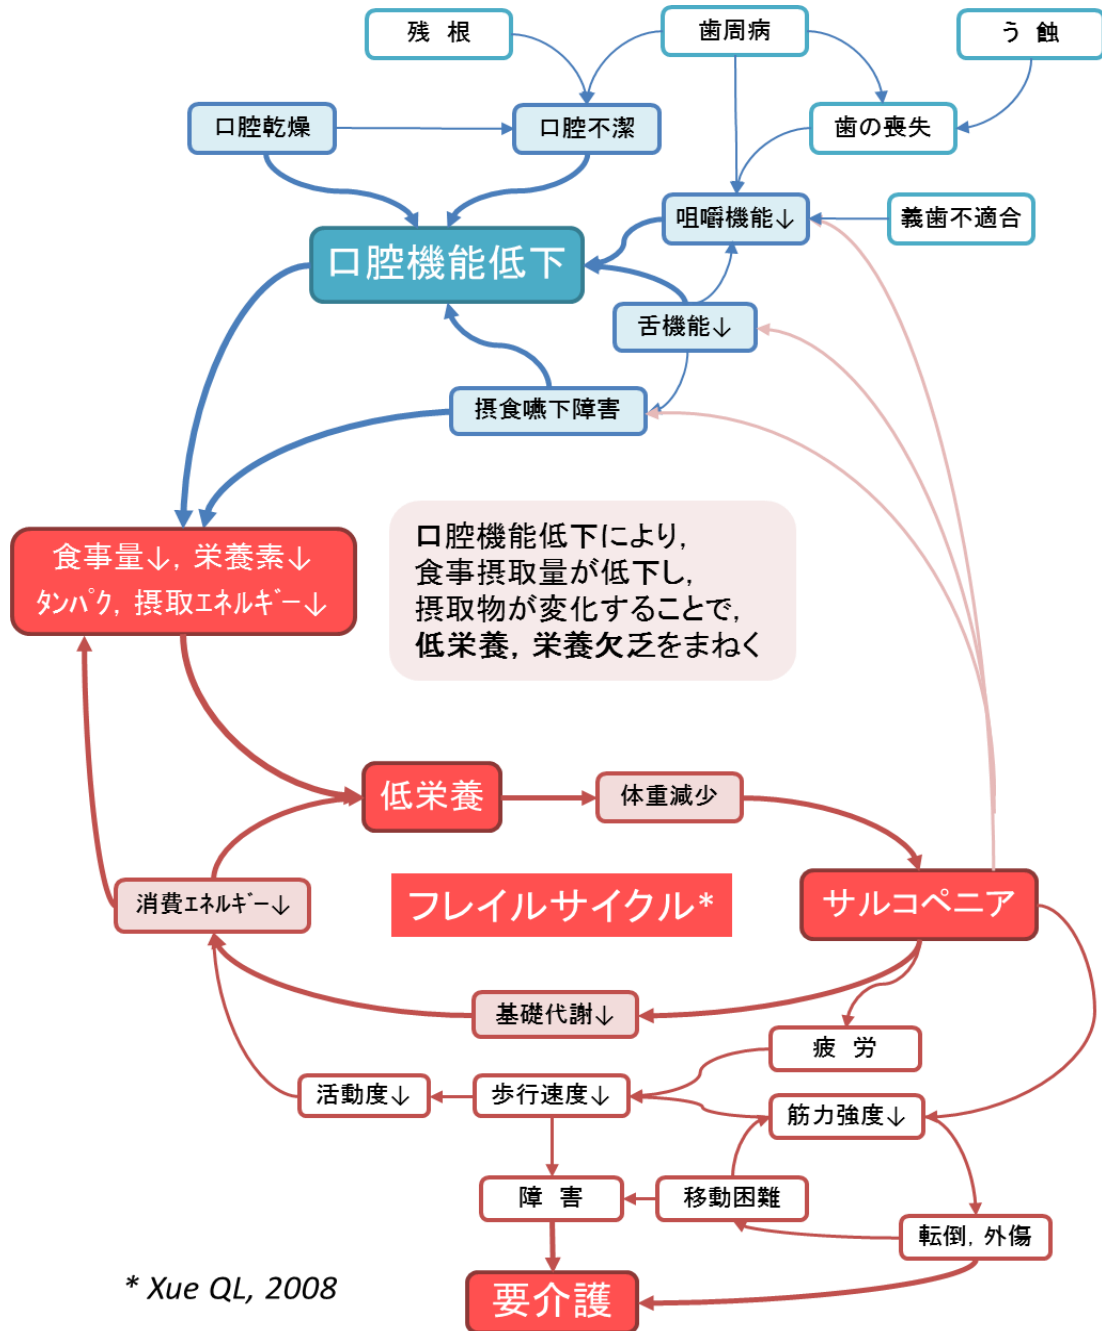 残 根
歯周病
う 蝕
口腔乾燥
口腔不潔
歯の喪失
咀嚼機能↓
義歯不適合
口腔機能低下
舌機能↓
摂食嚥下障害
口腔機能低下により,
食事摂取量が低下し,
摂取物が変化することで,
低栄養, 栄養欠乏をまねく
食事量↓, 栄養素↓
タンパク, 摂取エネルギー↓
低栄養
体重減少
消費エネルギー↓
フレイルサイクル*
サルコペニア
基礎代謝↓
疲 労
活動度↓
歩行速度↓
筋力強度↓
障 害
移動困難
転倒, 外傷
* Xue QL, 2008
要介護